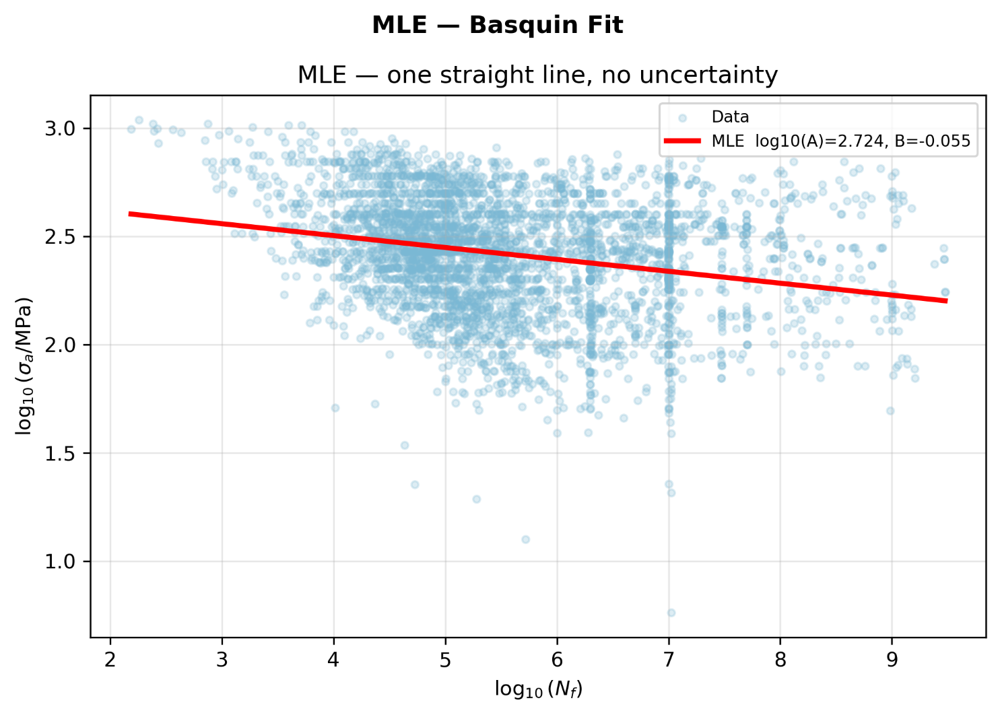 MLE — Basquin Fit
MLE — one straight line, no uncertainty
Data
MLE  log10(A)=2.724, B=-0.055
log₁₀(σₐ/MPa)
3.0
2.5
2.0
1.5
1.0
2 3 4 5 6 7 8 9
log₁₀(N_f)